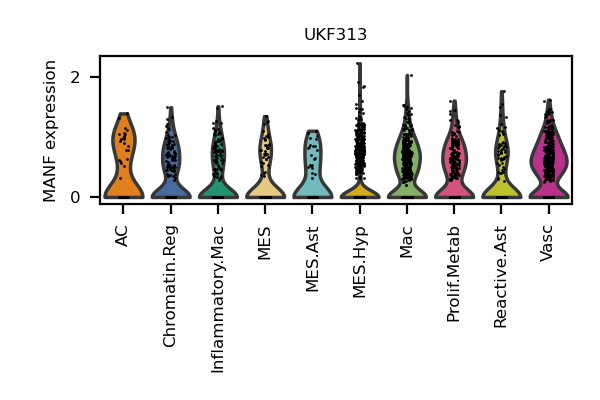 UKF313
MANF expression
2
0
AC
Chromatin.Reg
Inflammatory.Mac
MES
MES.Ast
MES.Hyp
Mac
Prolif.Metab
Reactive.Ast
Vasc